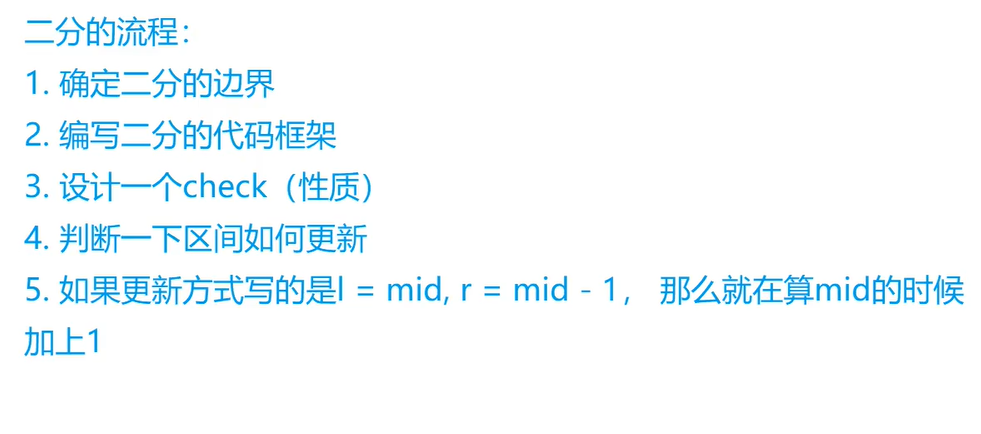 二分的流程：
1. 确定二分的边界
2. 编写二分的代码框架
3. 设计一个check（性质）
4. 判断一下区间如何更新
5. 如果更新方式写的是l = mid, r = mid - 1， 那么就在算mid的时候
加上1